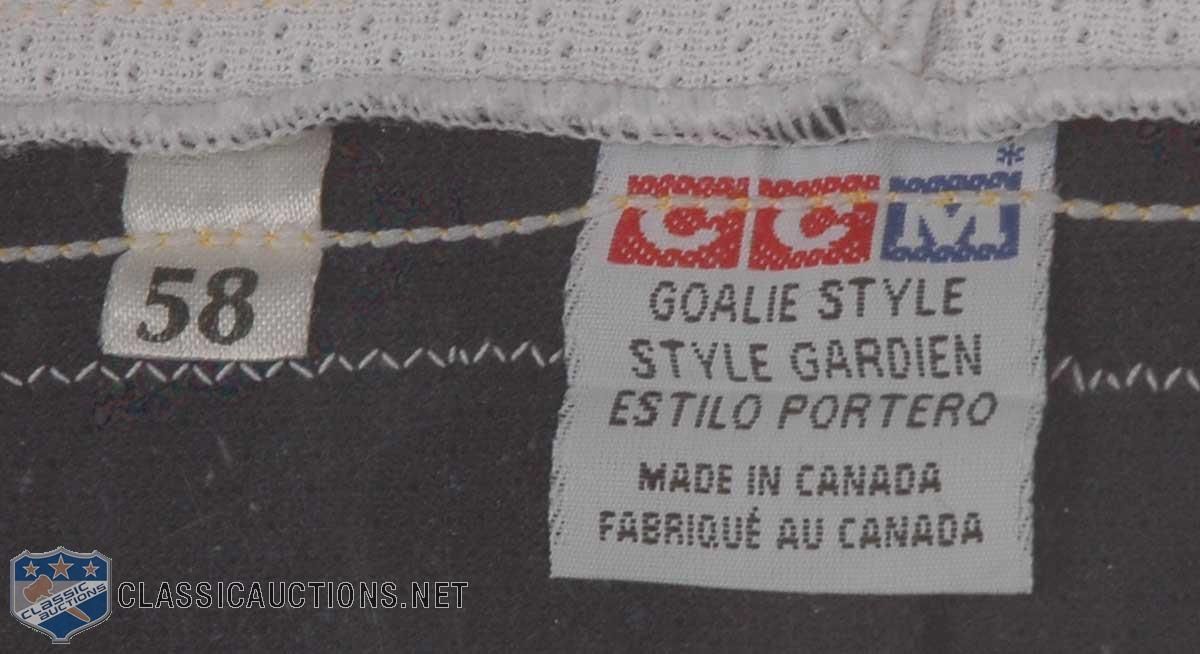 58
CCM*
GOALIE STYLE
STYLE GARDIEN
ESTILO PORTERO
MADE IN CANADA
FABRIQUÉ AU CANADA
CLASSIC
AUCTIONS
CLASSICAUCTIONS.NET